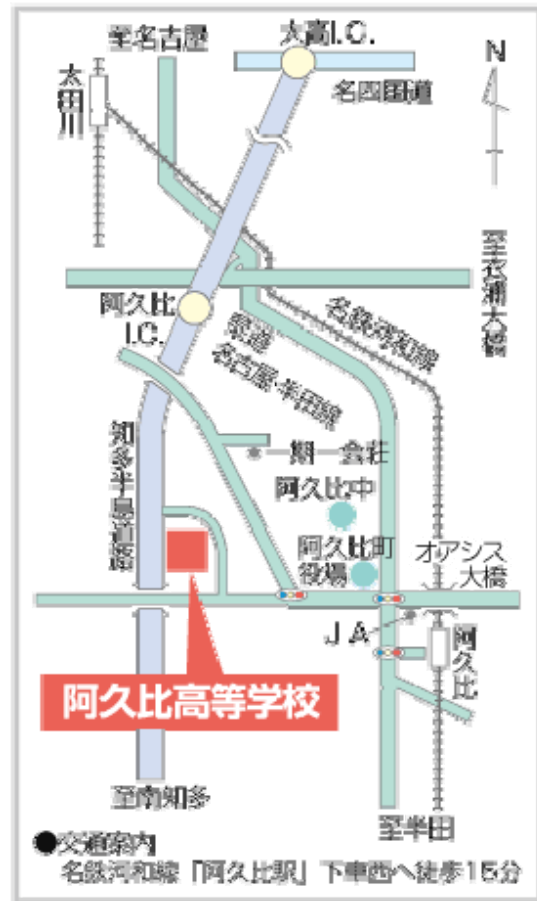 至名古屋
大高I.C.
N
名四国道
太田川
至衣浦大橋
阿久比
I.C.
名鉄河和線
県道
名古屋・半田線
知多半島道路
一期一会荘
阿久比中
阿久比町
役場
オアシス
大橋
JA
阿久比
阿久比高等学校
至南知多
至半田
●交通案内
名鉄河和線「阿久比駅」下車西へ徒歩15分